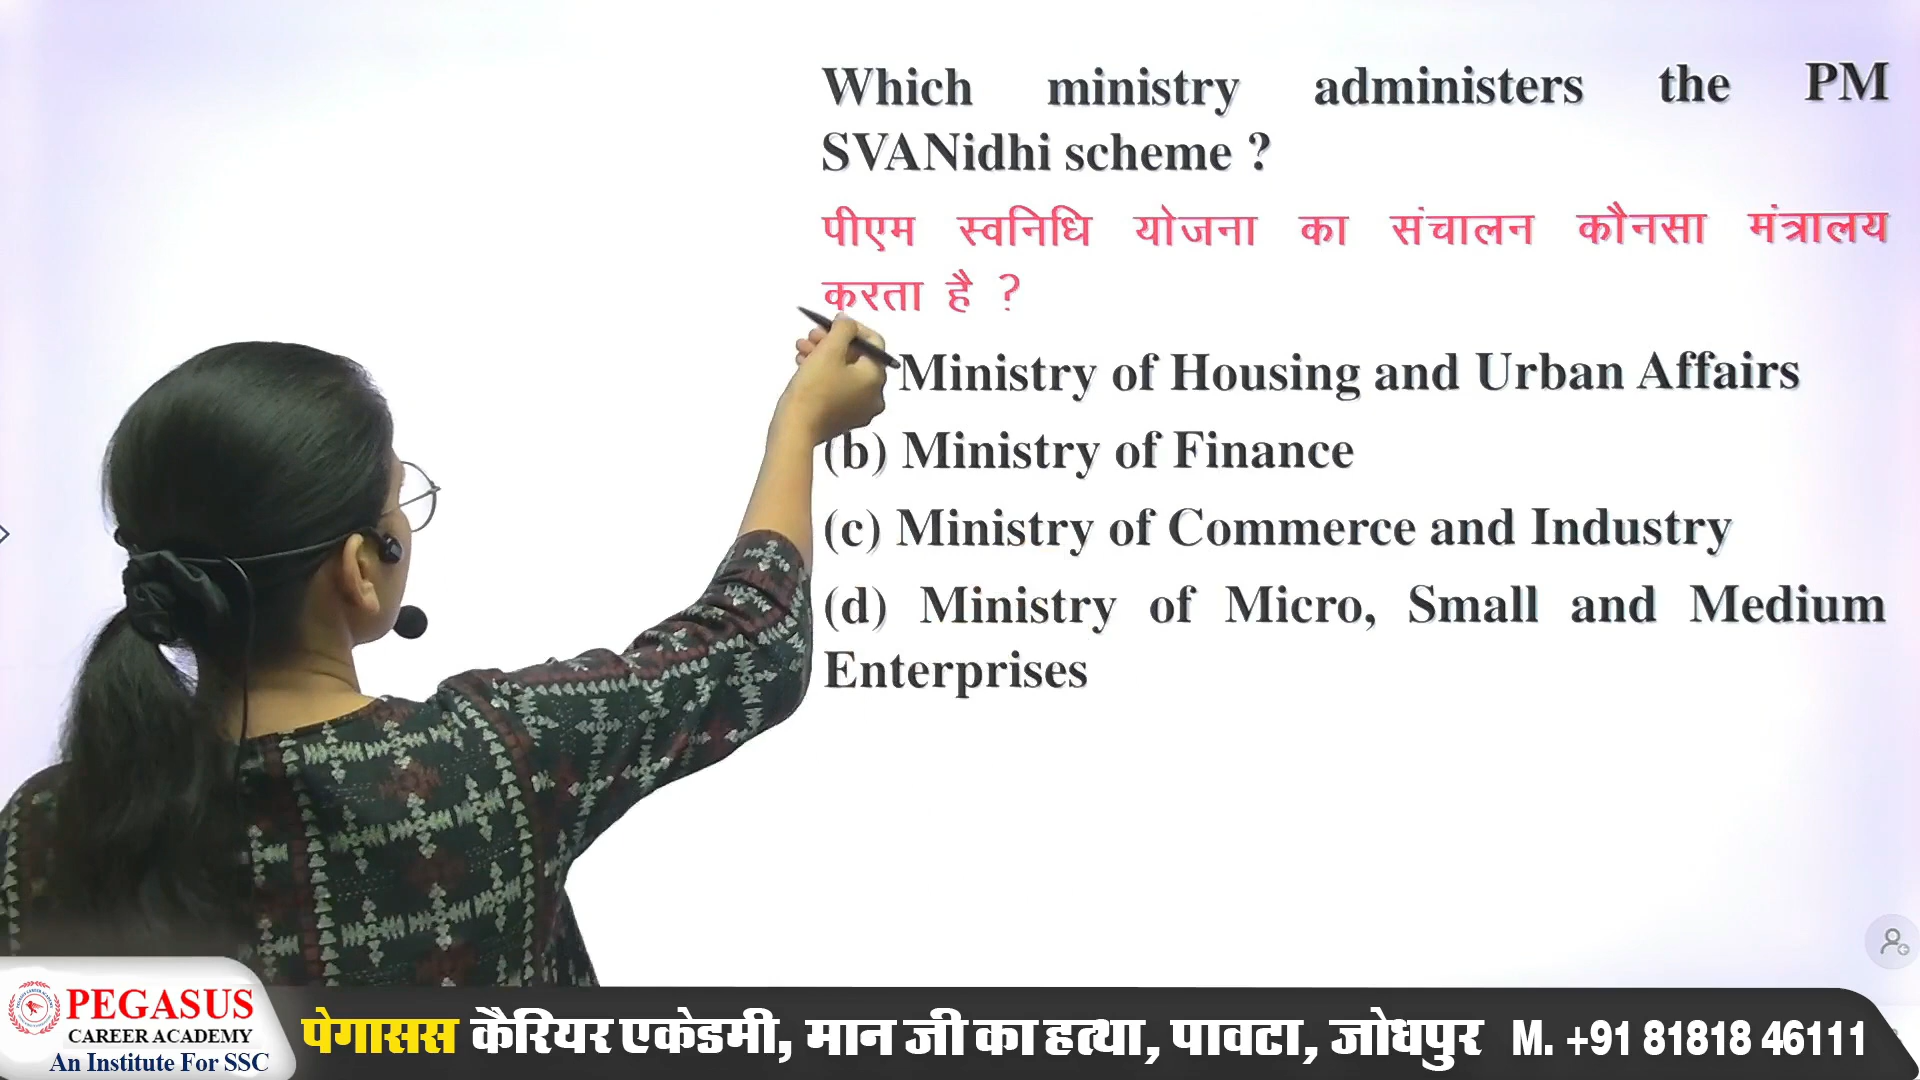 Which ministry administers the PM
SVANidhi scheme ?
पीएम स्वनिधि योजना का संचालन कौनसा मंत्रालय
करता है ?
Ministry of Housing and Urban Affairs
(b) Ministry of Finance
(c) Ministry of Commerce and Industry
(d) Ministry of Micro, Small and Medium
Enterprises
PEGASUS
CAREER ACADEMY
An Institute For SSC
पेगासस कैरियर एकेडमी, मान जी का हत्था, पावटा, जोधपुर M. +91 81818 46111